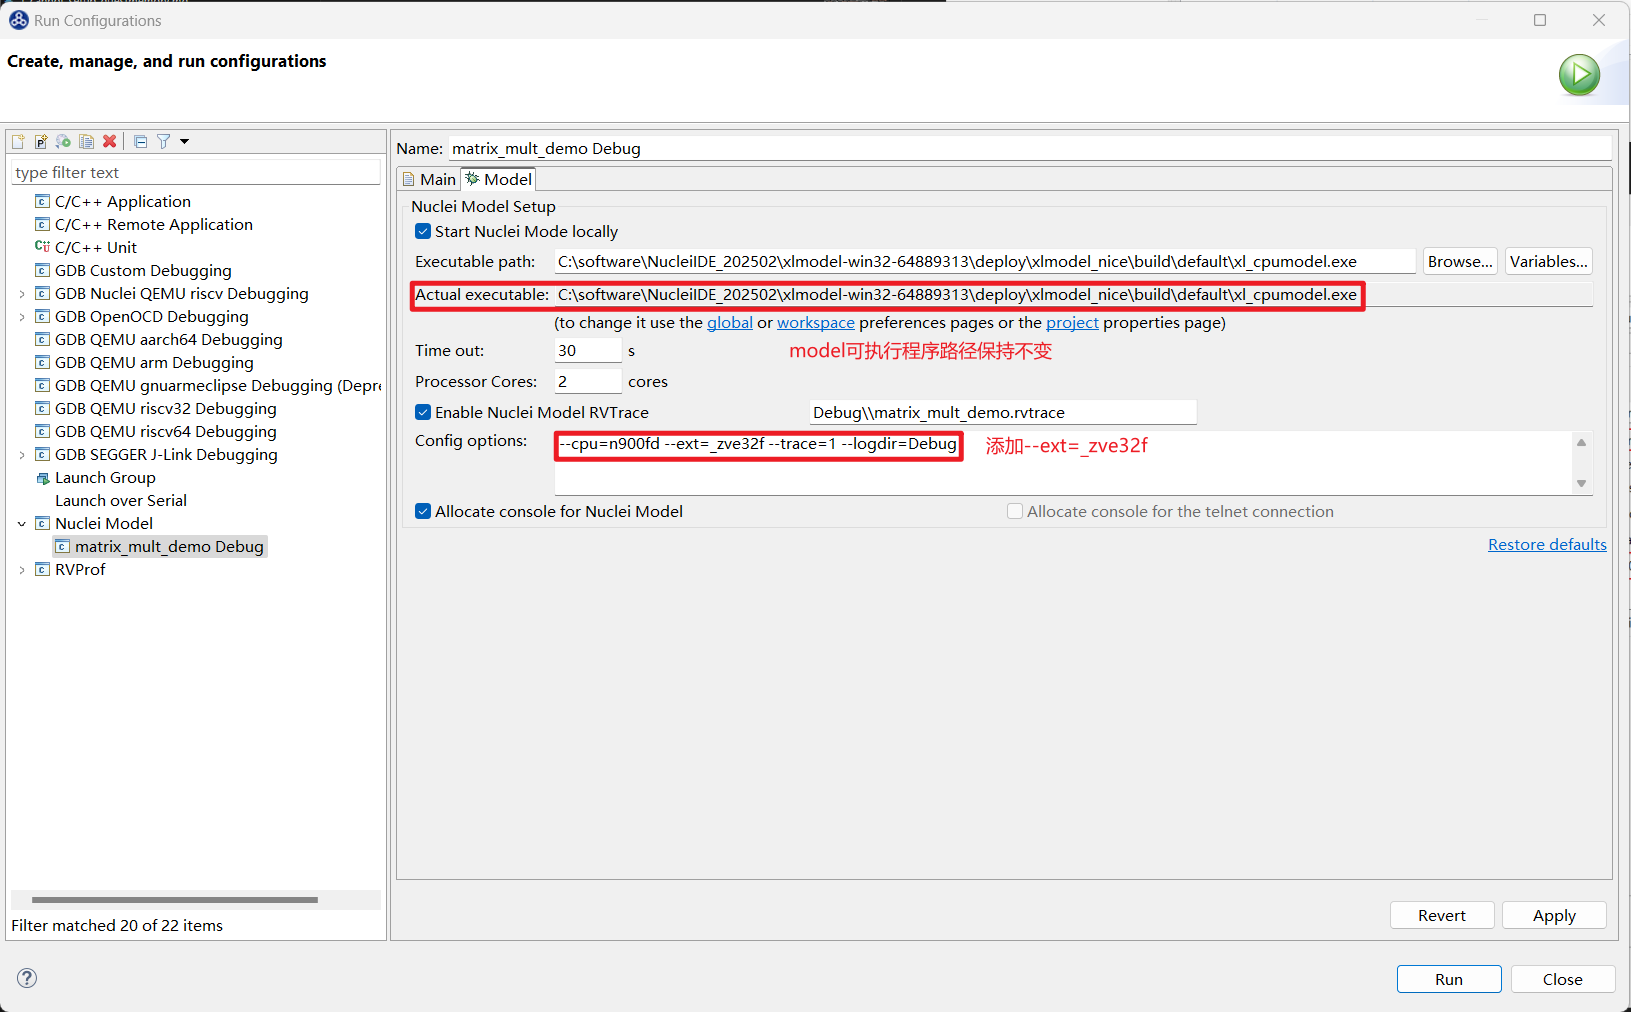 Run Configurations
Create, manage, and run configurations
type filter text
C/C++ Application
C/C++ Remote Application
C/C++ Unit
GDB Custom Debugging
GDB Nuclei QEMU riscv Debugging
GDB OpenOCD Debugging
GDB QEMU aarch64 Debugging
GDB QEMU arm Debugging
GDB QEMU gnuarmeclipse Debugging (Depre
GDB QEMU riscv32 Debugging
GDB QEMU riscv64 Debugging
GDB SEGGER J-Link Debugging
Launch Group
Launch over Serial
Nuclei Model
matrix_mult_demo Debug
RVProf
Filter matched 20 of 22 items
Name: matrix_mult_demo Debug
Main Model
Nuclei Model Setup
Start Nuclei Mode locally
Executable path: C:\software\NucleiIDE_202502\xlmodel-win32-64889313\deploy\xlmodel_nice\build\default\xl_cpumodel.exe Browse... Variables...
Actual executable: C:\software\NucleiIDE_202502\xlmodel-win32-64889313\deploy\xlmodel_nice\build\default\xl_cpumodel.exe
(to change it use the global or workspace preferences pages or the project properties page)
Time out: 30 s model可执行程序路径保持不变
Processor Cores: 2 cores
Enable Nuclei Model RVTrace Debug\\matrix_mult_demo.rvtrace
Config options: --cpu=n900fd --ext=_zve32f --trace=1 --logdir=Debug 添加--ext=_zve32f
Allocate console for Nuclei Model Allocate console for the telnet connection
Restore defaults
Revert Apply
Run Close